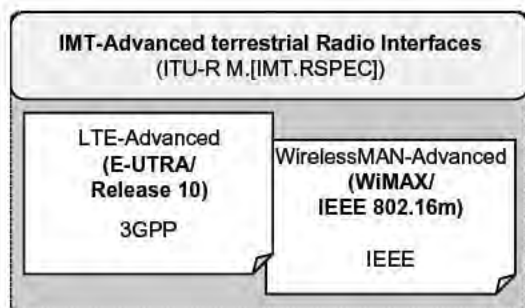 IMT-Advanced terrestrial Radio Interfaces
(ITU-R M.[IMT.RSPEC])
LTE-Advanced
(E-UTRA/
Release 10)
3GPP
WirelessMAN-Advanced
(WiMAX/
IEEE 802.16m)
IEEE